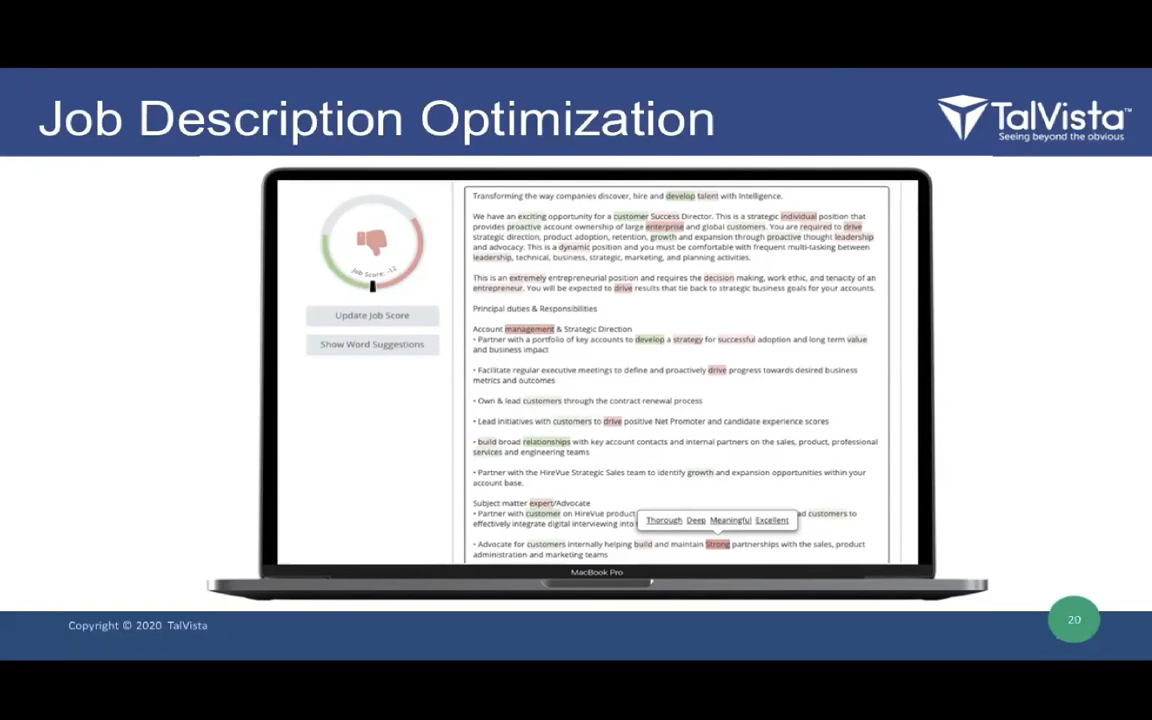 Job Description Optimization
TalVista™
Seeing beyond the obvious
Job Score: -12
Update Job Score
Show Word Suggestions
Transforming the way companies discover, hire and develop talent with Intelligence.
We have an exciting opportunity for a customer Success Director. This is a strategic individual position that
provides proactive account ownership of large enterprise and global customers. You are required to drive
strategic direction, product adoption, retention, growth and expansion through proactive thought leadership
and advocacy. This is a dynamic position and you must be comfortable with frequent multi-tasking between
leadership, technical, business, strategic, marketing, and planning activities.
This is an extremely entrepreneurial position and requires the decision making, work ethic, and tenacity of an
entrepreneur. You will be expected to drive results that tie back to strategic business goals for your accounts.
Principal duties & Responsibilities
Account management & Strategic Direction
• Partner with a portfolio of key accounts to develop a strategy for successful adoption and long term value
and business impact
• Facilitate regular executive meetings to define and proactively drive progress towards desired business
metrics and outcomes
• Own & lead customers through the contract renewal process
• Lead initiatives with customers to drive positive Net Promoter and candidate experience scores
• build broad relationships with key account contacts and internal partners on the sales, product, professional
services and engineering teams
• Partner with the HireVue Strategic Sales team to identify growth and expansion opportunities within your
account base.
Subject matter expert/Advocate
• Partner with customer on HireVue product ad customers to
Thorough Deep Meaningful Excellent
effectively integrate digital interviewing into
• Advocate for customers internally helping build and maintain Strong partnerships with the sales, product
administration and marketing teams
MacBook Pro
Copyright © 2020 TalVista
20